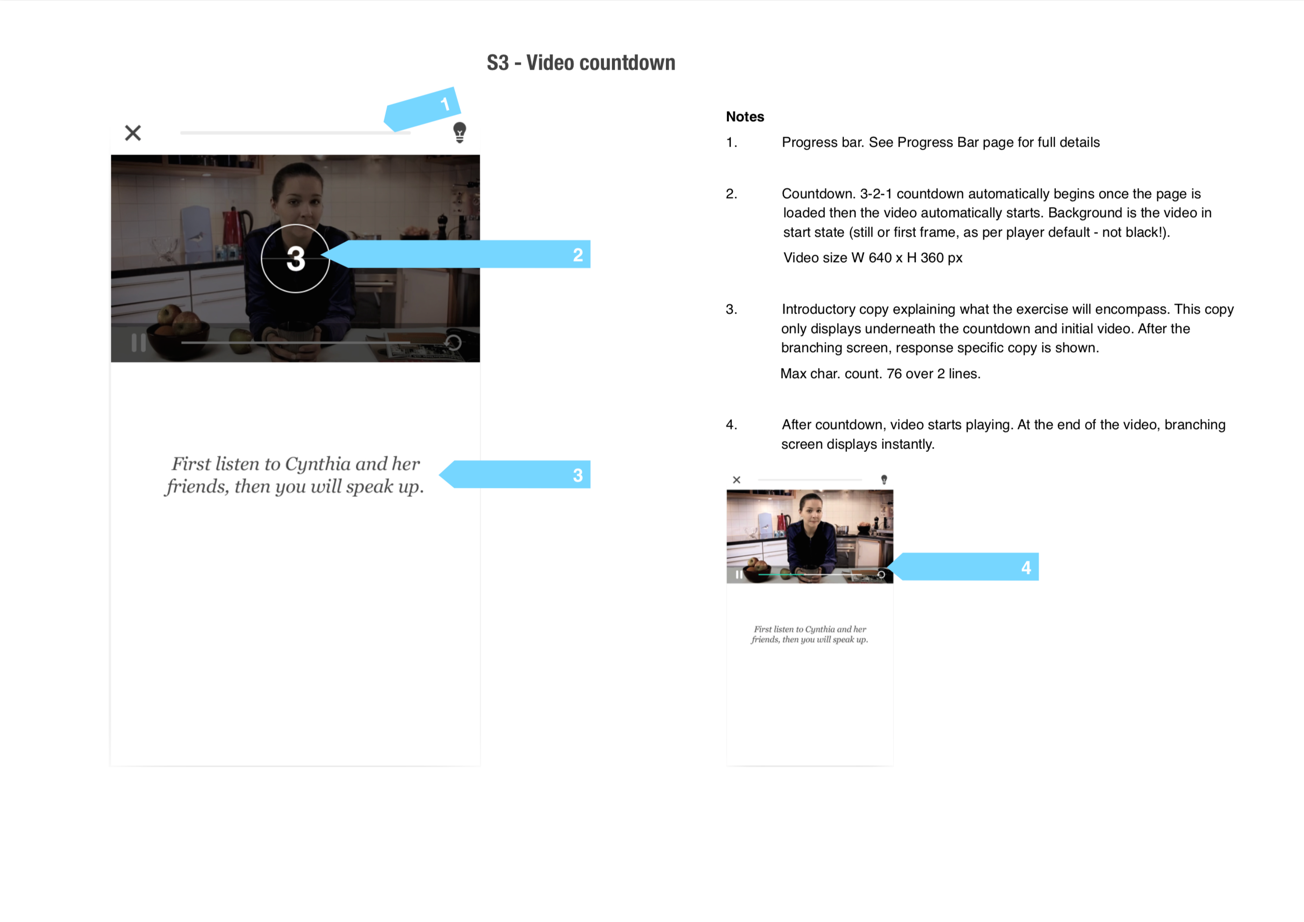 S3 - Video countdown
1
3
2
First listen to Cynthia and her
friends, then you will speak up.
3
Notes
1. Progress bar. See Progress Bar page for full details
2. Countdown. 3-2-1 countdown automatically begins once the page is
loaded then the video automatically starts. Background is the video in
start state (still or first frame, as per player default - not black!).
Video size W 640 x H 360 px
3. Introductory copy explaining what the exercise will encompass. This copy
only displays underneath the countdown and initial video. After the
branching screen, response specific copy is shown.
Max char. count. 76 over 2 lines.
4. After countdown, video starts playing. At the end of the video, branching
screen displays instantly.
4
First listen to Cynthia and her
friends, then you will speak up.